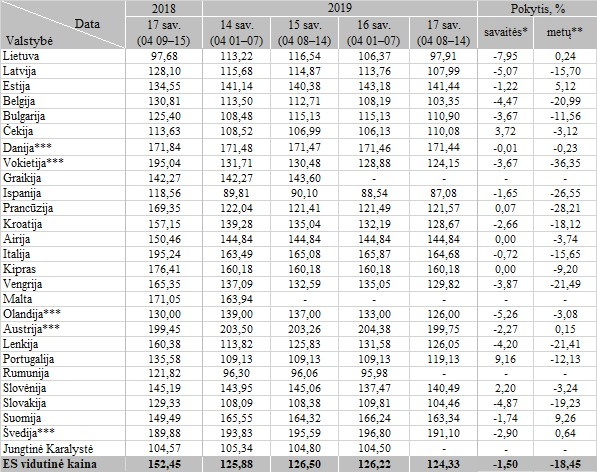 Data
Valstybė
2018 2019 Pokytis, %
17 sav. (04 09–15) 14 sav. (04 01–07) 15 sav. (04 08–14) 16 sav. (04 01–07) 17 sav. (04 08–14) savaitės* metų**
Lietuva 97,68 113,22 116,54 106,37 97,91 -7,95 0,24
Latvija 128,10 115,68 114,87 113,76 107,99 -5,07 -15,70
Estija 134,55 141,14 140,38 143,18 141,44 -1,22 5,12
Belgija 130,81 113,50 112,71 108,19 103,35 -4,47 -20,99
Bulgarija 125,40 108,48 115,13 115,13 110,90 -3,67 -11,56
Čekija 113,63 108,52 106,99 106,13 110,08 3,72 -3,12
Danija*** 171,84 171,48 171,47 171,46 171,44 -0,01 -0,23
Vokietija*** 195,04 131,71 130,48 128,88 124,15 -3,67 -36,35
Graikija 142,27 142,27 143,60 - - - -
Ispanija 118,56 89,81 90,10 88,54 87,08 -1,65 -26,55
Prancūzija 169,35 122,04 121,41 121,49 121,57 0,07 -28,21
Kroatija 157,15 139,28 135,04 132,19 128,67 -2,66 -18,12
Airija 150,46 144,84 144,84 144,84 144,84 0,00 -3,74
Italija 195,24 163,49 165,08 165,87 164,68 -0,72 -15,65
Kipras 176,41 160,18 160,18 160,18 160,18 0,00 -9,20
Vengrija 165,35 137,09 132,59 135,05 129,82 -3,87 -21,49
Malta 171,05 163,94 - - - - -
Olandija*** 130,00 139,00 137,00 133,00 126,00 -5,26 -3,08
Austrija*** 199,45 203,50 203,26 204,38 199,75 -2,27 0,15
Lenkija 160,38 113,82 125,83 131,58 126,05 -4,20 -21,41
Portugalija 135,58 109,13 109,13 109,13 119,13 9,16 -12,13
Rumunija 121,82 96,30 96,06 95,98 - - -
Slovėnija 145,19 143,95 145,06 137,47 140,49 2,20 -3,24
Slovakija 129,33 108,09 108,38 109,81 104,46 -4,87 -19,23
Suomija 149,49 165,55 164,32 166,24 163,34 -1,74 9,26
Švedija*** 189,88 193,83 195,59 196,80 191,10 -2,90 0,64
Jungtinė Karalystė 104,57 105,34 104,80 104,50 - - -
ES vidutinė kaina 152,45 125,88 126,50 126,22 124,33 -1,50 -18,45